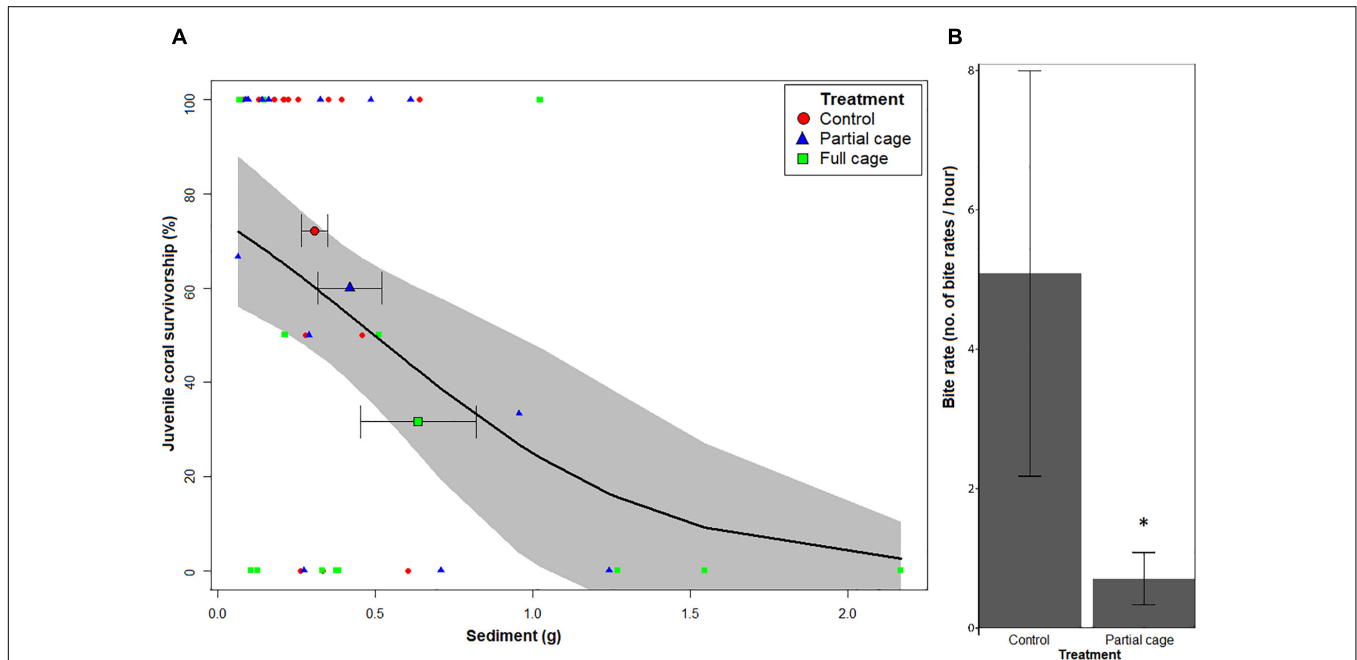 A
Juvenile coral survivorship (%)
100
80
60
40
20
0
Treatment
Control
Partial cage
Full cage
0.0 0.5 1.0 1.5 2.0
Sediment (g)
B
Bite rate (no. of bite rates / hour)
8
6
4
2
0
*
Control Partial cage
Treatment